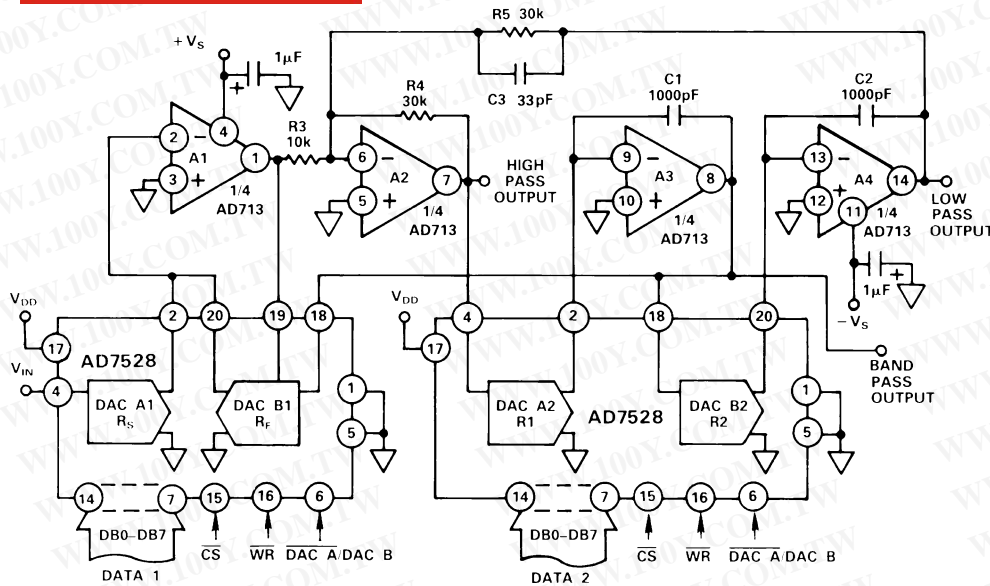 R5 30k
C3 33pF
+VS
1µF
+
R4
30k
R3
10k
C1
1000pF
C2
1000pF
2
−
4
A1
1
3
+
1/4
AD713
6
−
A2
7
5
+
1/4
AD713
HIGH
PASS
OUTPUT
9
−
A3
8
10
+
1/4
AD713
13
−
A4
14
12
+
11
1/4
AD713
LOW
PASS
OUTPUT
1µF
+
−VS
VDD
17
2
20
19
18
AD7528
VIN
4
DAC A1
RS
DAC B1
RF
1
5
VDD
17
4
2
18
20
DAC A2
R1
AD7528
DAC B2
R2
1
5
BAND
PASS
OUTPUT
14
7
15
16
6
DB0–DB7
CS
WR
DAC A/DAC B
DATA 1
14
7
15
16
6
DB0–DB7
CS
WR
DAC A/DAC B
DATA 2
WWW.100Y.COM.TW